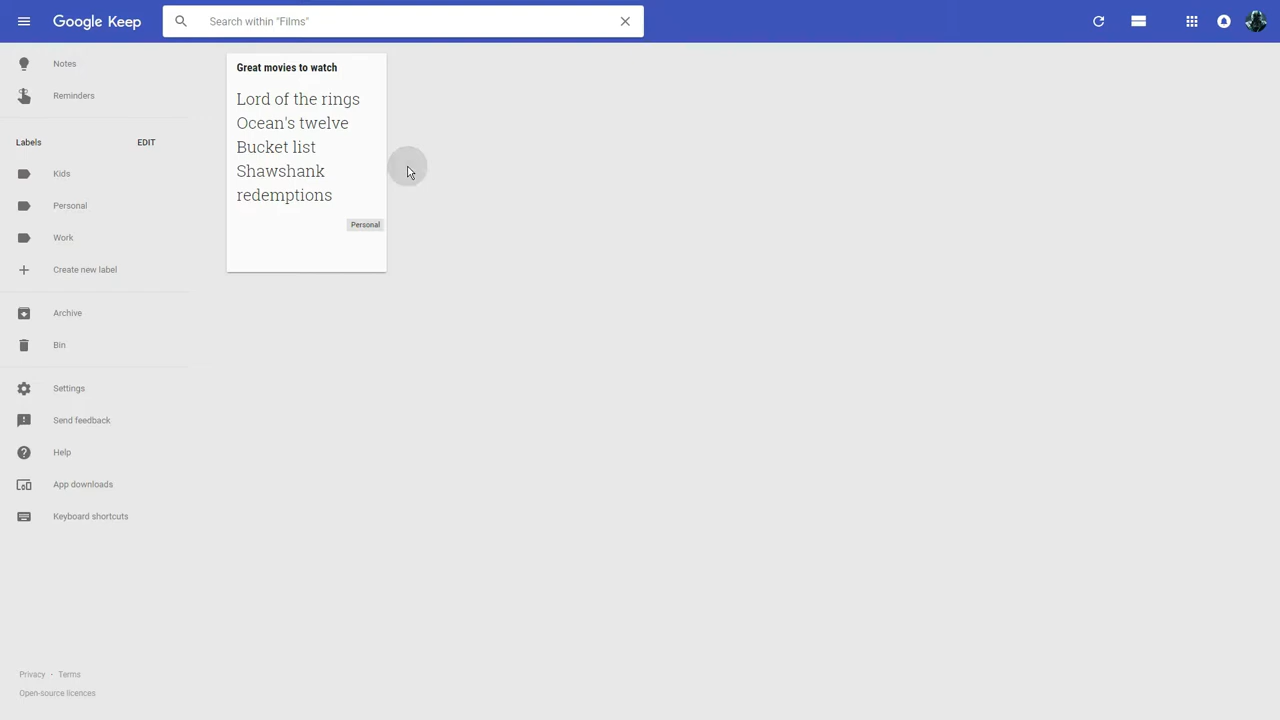 Google Keep
Search within "Films"
Notes
Reminders
Labels EDIT
Kids
Personal
Work
Create new label
Archive
Bin
Settings
Send feedback
Help
App downloads
Keyboard shortcuts
Privacy - Terms
Open-source licences
Great movies to watch
Lord of the rings
Ocean's twelve
Bucket list
Shawshank
redemptions
Personal